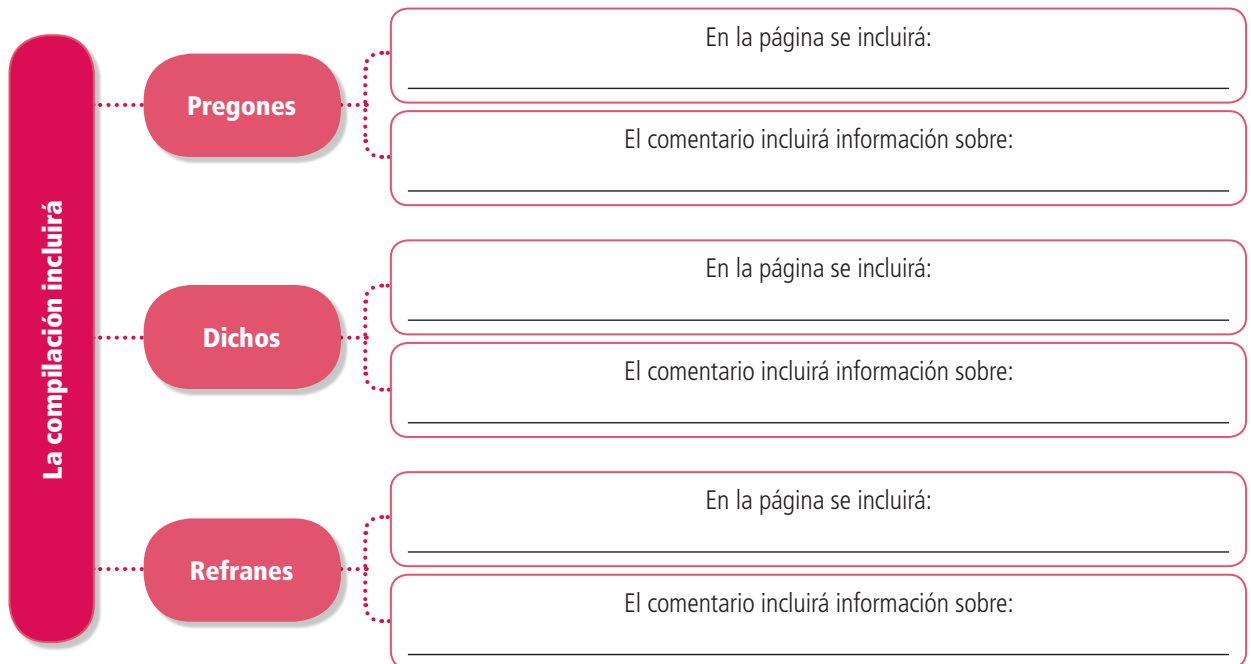 La compilación incluirá
Pregones
En la página se incluirá:
El comentario incluirá información sobre:
Dichos
En la página se incluirá:
El comentario incluirá información sobre:
Refranes
En la página se incluirá:
El comentario incluirá información sobre: